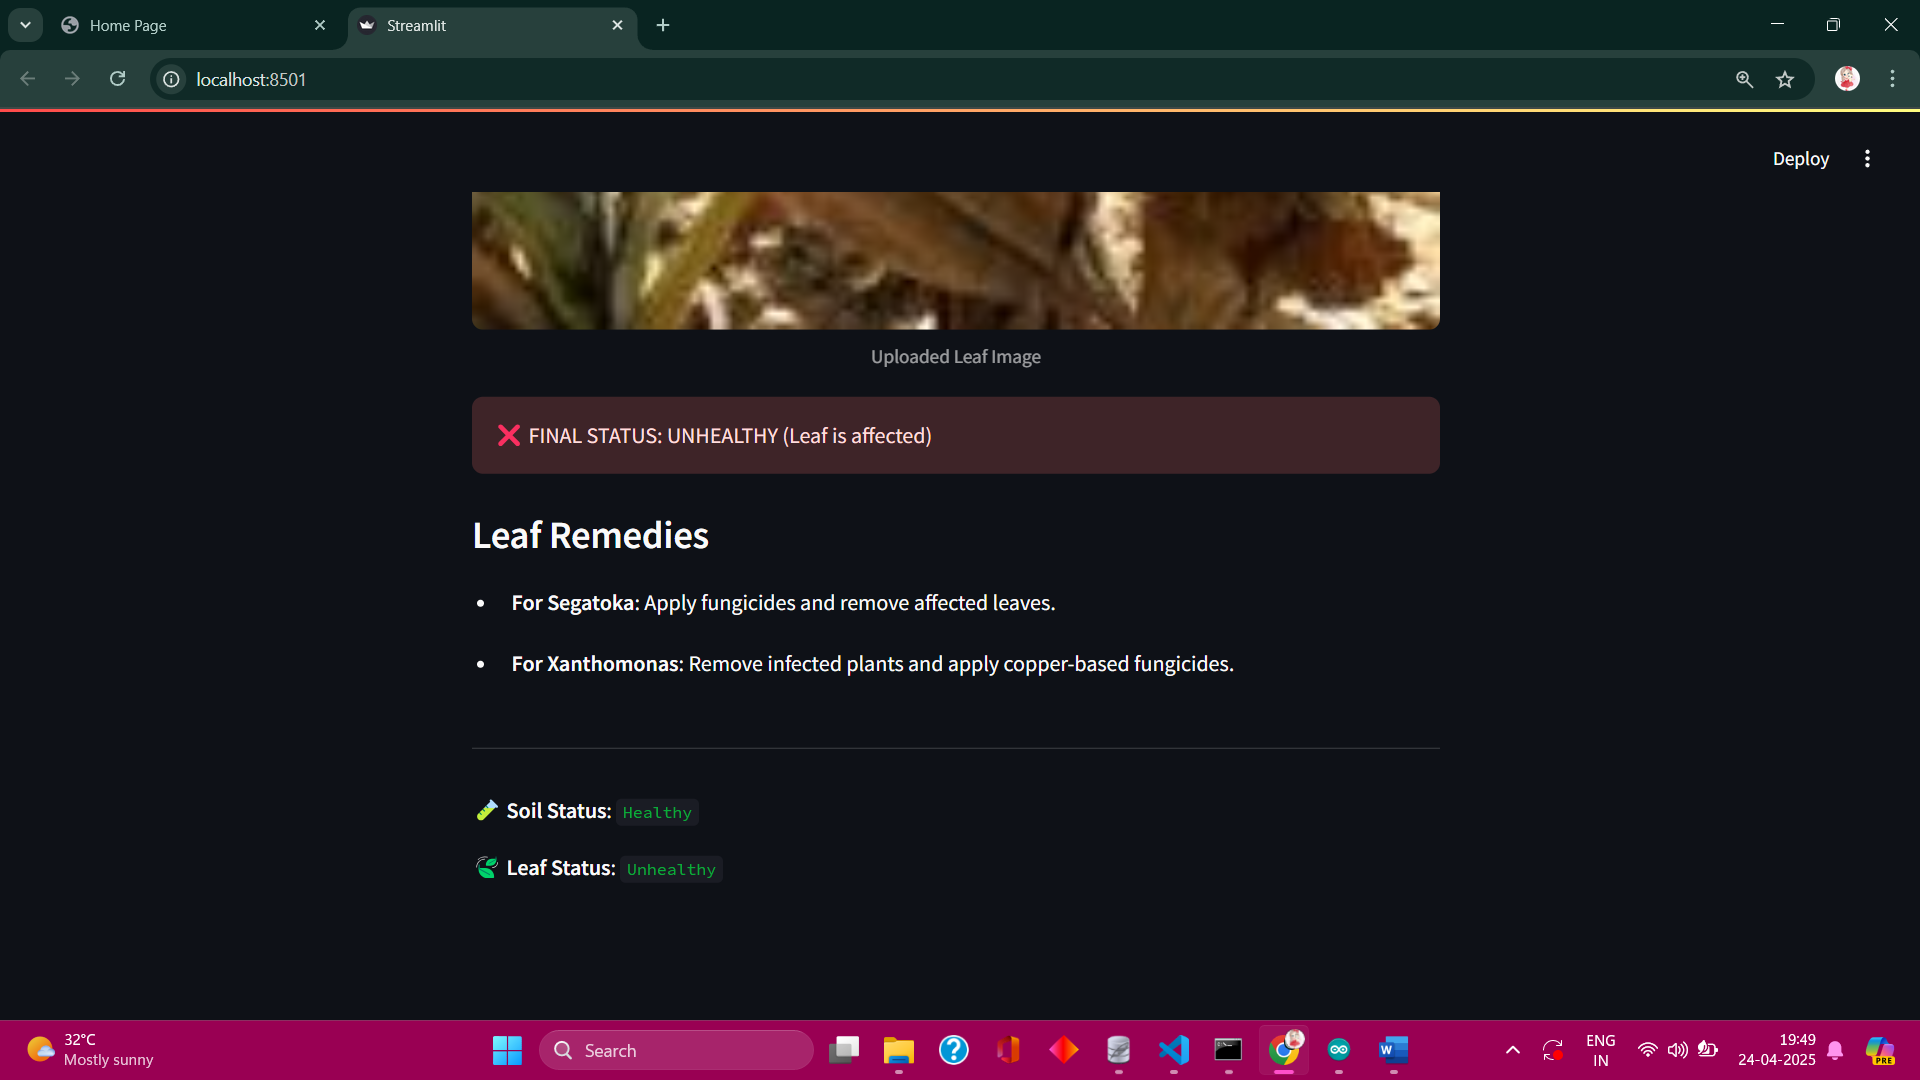 Home Page
Streamlit
localhost:8501
Deploy
Uploaded Leaf Image
❌ FINAL STATUS: UNHEALTHY (Leaf is affected)
Leaf Remedies
• For Segatoka: Apply fungicides and remove affected leaves.
• For Xanthomonas: Remove infected plants and apply copper-based fungicides.
Soil Status: Healthy
Leaf Status: Unhealthy
32°C
Mostly sunny
Search
ENG
IN
19:49
24-04-2025
PRE